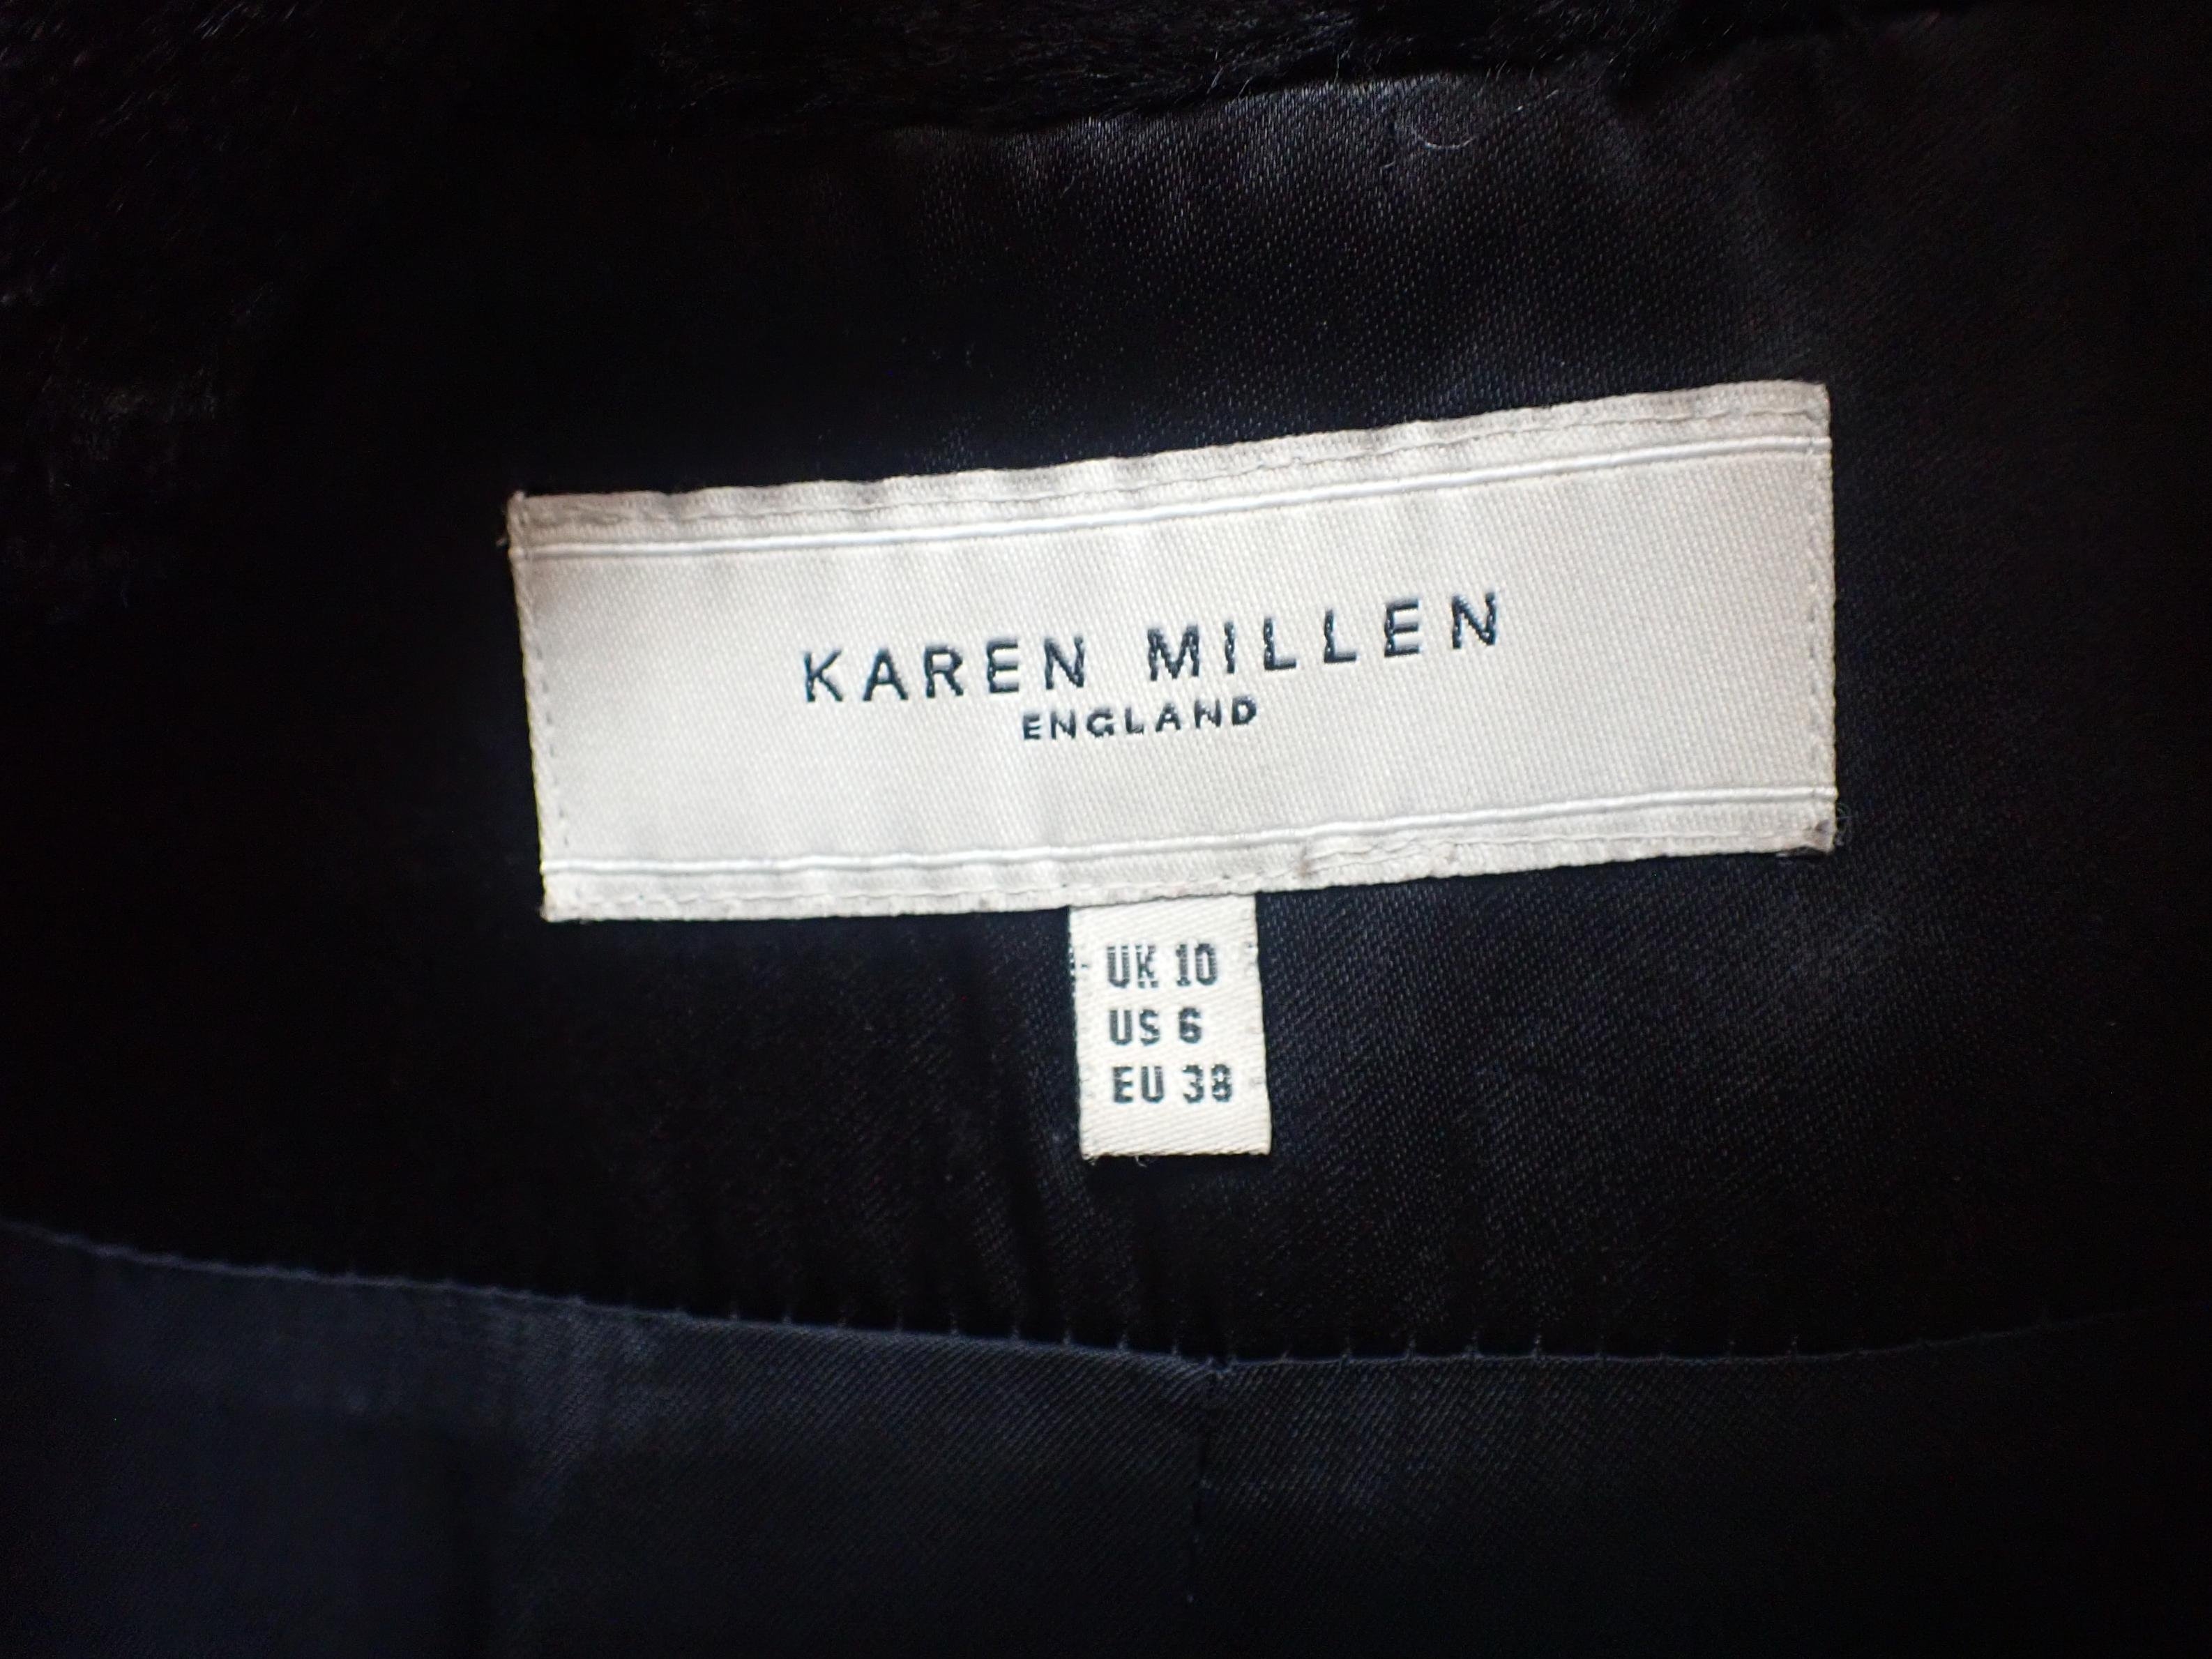 KAREN MILLEN
ENGLAND
UK 10
US 6
EU 38